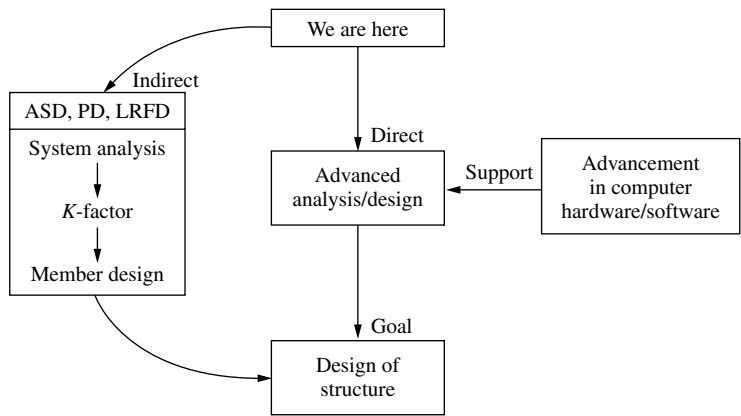 We are here
Indirect
ASD, PD, LRFD
System analysis
K-factor
Member design
Direct
Advanced
analysis/design
Support
Advancement
in computer
hardware/software
Goal
Design of
structure